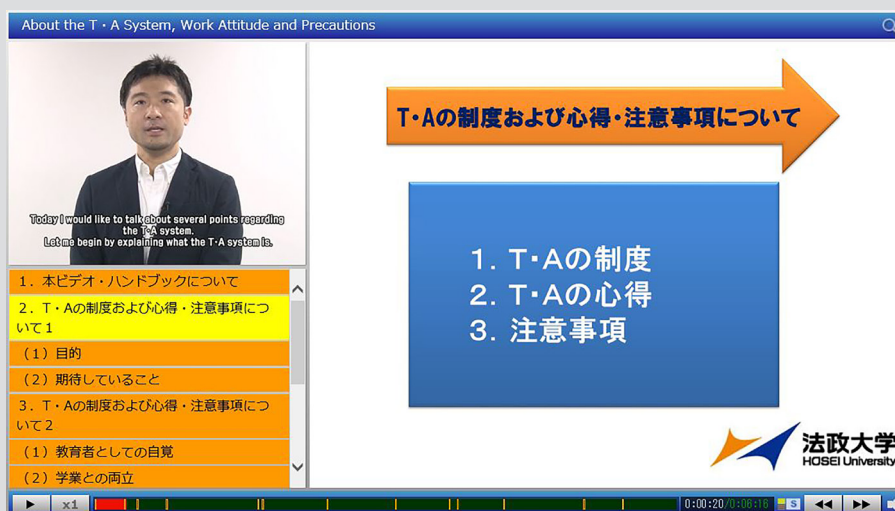 About the T・A System, Work Attitude and Precautions
Today I would like to talk about several points regarding
the T・A system.
Let me begin by explaining what the T・A system is.
1．本ビデオ・ハンドブックについて
2．T・Aの制度および心得・注意事項につ
いて1
（1）目的
（2）期待していること
3．T・Aの制度および心得・注意事項につ
いて2
（1）教育者としての自覚
（2）学業との両立
T・Aの制度および心得・注意事項について
1. T・Aの制度
2. T・Aの心得
3. 注意事項
法政大学
HOSEI University
x1
0:00:20/0:06:16
S